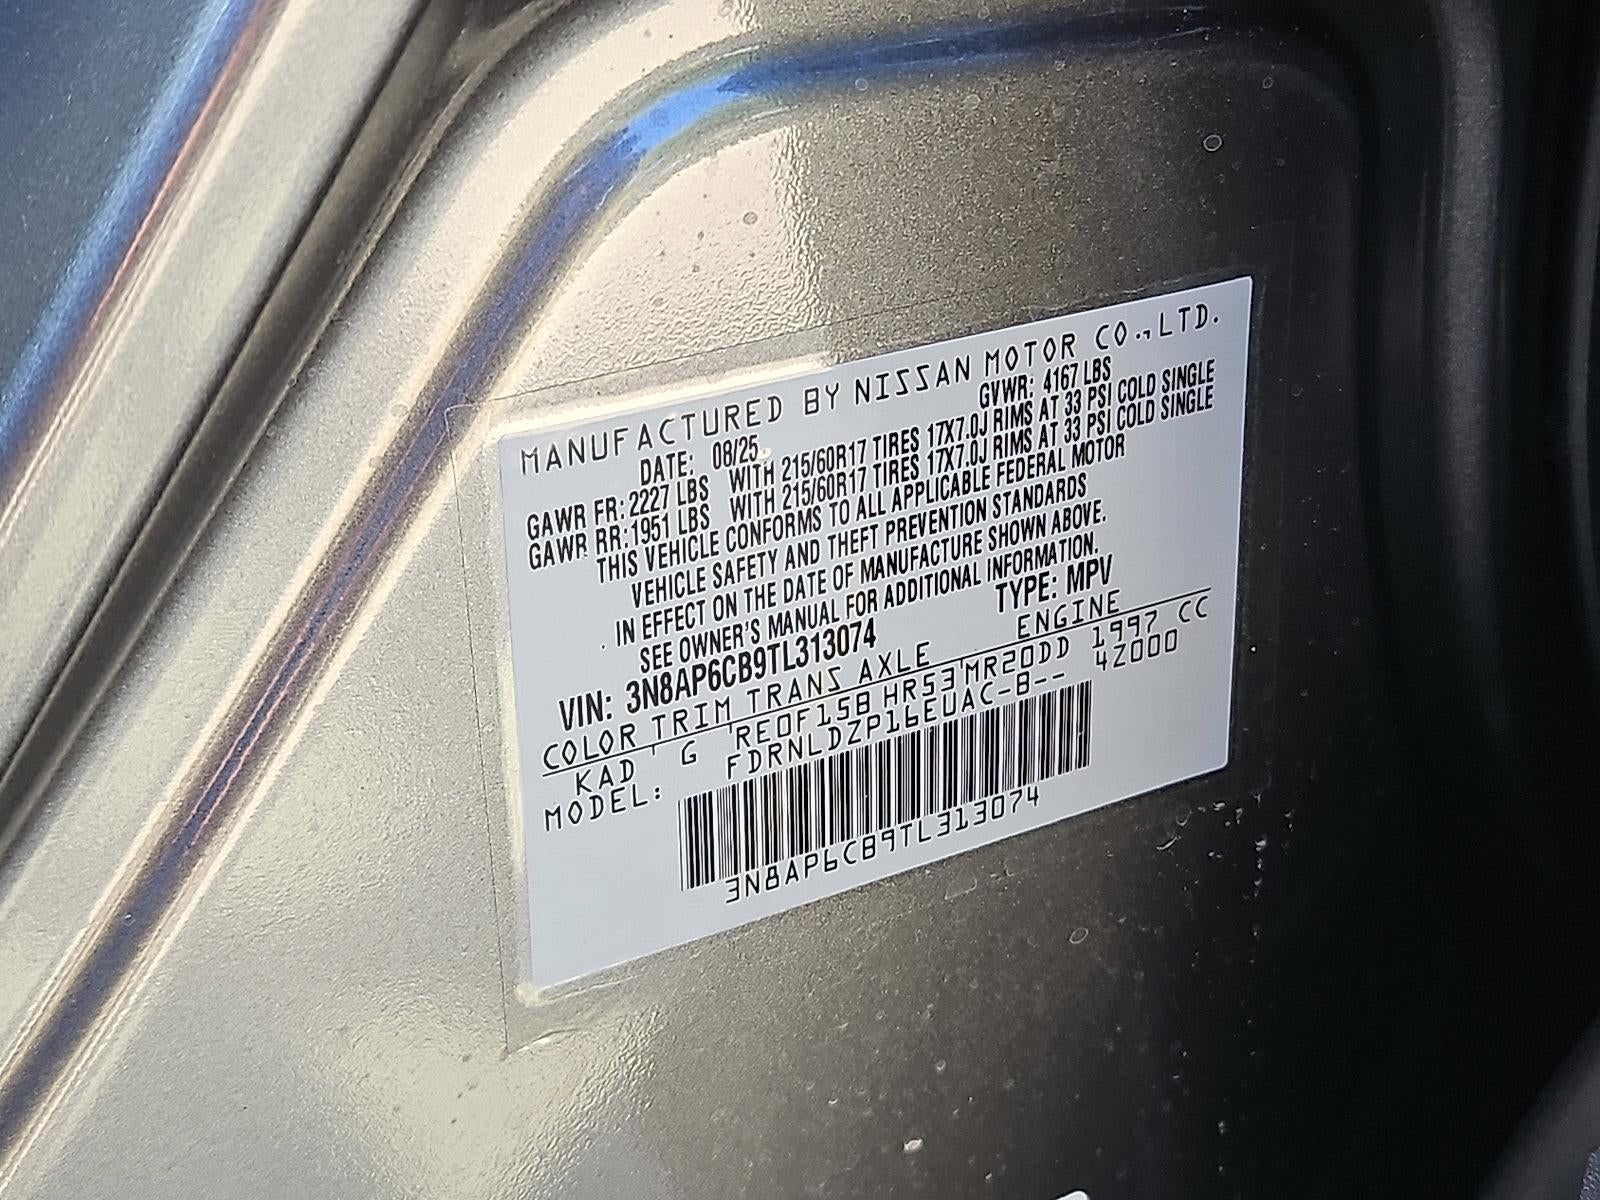 MANUFACTURED BY NISSAN MOTOR CO.,LTD.
DATE: 08/25 GVWR: 4167 LBS
GAWR FR: 2227 LBS WITH 215/60R17 TIRES 17X7.0J RIMS AT 33 PSI COLD SINGLE
GAWR RR: 1951 LBS WITH 215/60R17 TIRES 17X7.0J RIMS AT 33 PSI COLD SINGLE
THIS VEHICLE CONFORMS TO ALL APPLICABLE FEDERAL MOTOR
VEHICLE SAFETY AND THEFT PREVENTION STANDARDS
IN EFFECT ON THE DATE OF MANUFACTURE SHOWN ABOVE.
SEE OWNER'S MANUAL FOR ADDITIONAL INFORMATION.
VIN: 3N8AP6CB9TL313074 TYPE: MPV
COLOR TRIM TRANS AXLE ENGINE
KAD G RE0F15B HR53 MR20DD 1997 CC
MODEL: FDRNLDZP16EUAC-B-- 4Z000
3N8AP6CB9TL313074